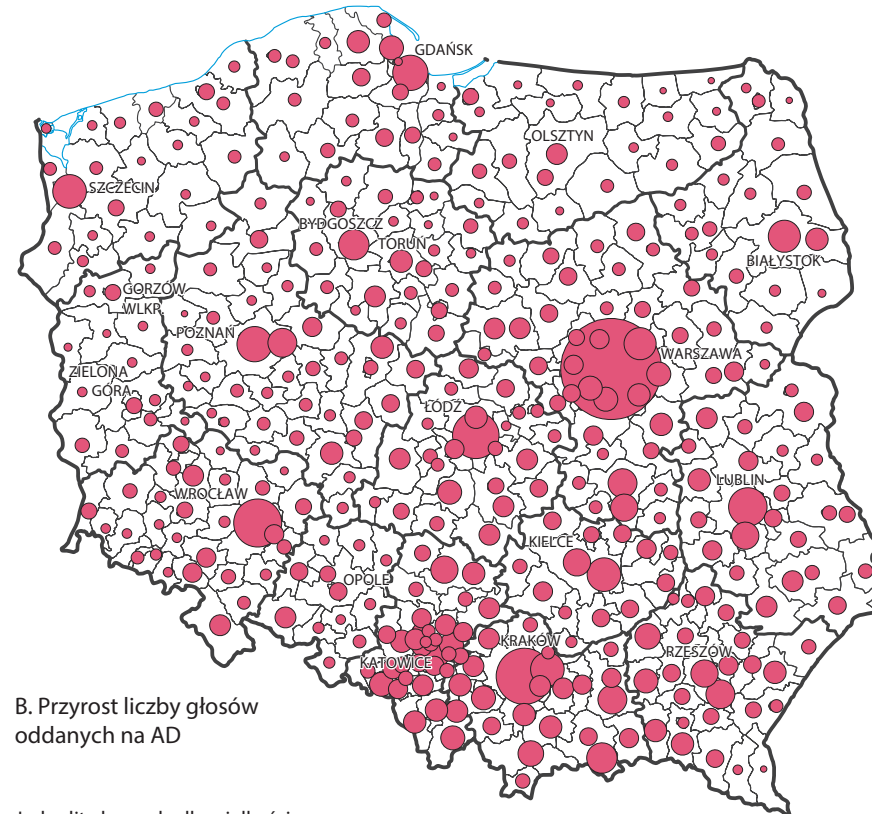 GDAŃSK
OLSZTYN
SZCZECIN
BYDGOSZCZ
TORUŃ
BIAŁYSTOK
GORZÓW
WLKP.
POZNAŃ
WARSZAWA
ZIELONA
GÓRA
ŁÓDŹ
WROCŁAW
LUBLIN
KIELCE
OPOLE
KRAKÓW
RZESZÓW
KATOWICE
B. Przyrost liczby głosów
oddanych na AD